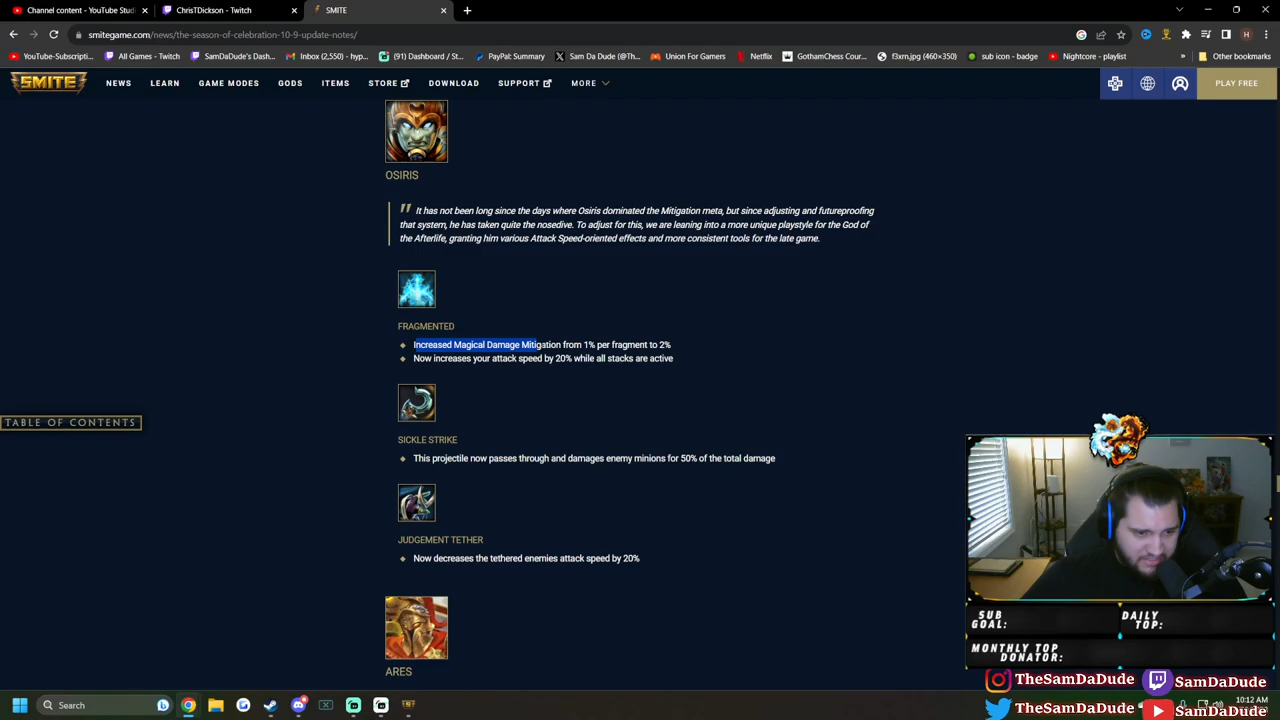 Channel content - YouTube Stud
ChrisTDickson - Twitch
SMITE
smitegame.com/news/the-season-of-celebration-10-9-update-notes/
YouTube-Subscripti...
All Games - Twitch
SamDaDude's Dash...
Inbox (2,550) - hyp...
(91) Dashboard / St...
PayPal: Summary
Sam Da Dude (@Th...
Union For Gamers
Netflix
GothamChess Cour...
f3xrn.jpg (460×350)
sub icon - badge
Nightcore - playlist
Other bookmarks
SMITE
NEWS
LEARN
GAME MODES
GODS
ITEMS
STORE
DOWNLOAD
SUPPORT
MORE
PLAY FREE
OSIRIS
" It has not been long since the days where Osiris dominated the Mitigation meta, but since adjusting and futureproofing
that system, he has taken quite the nosedive. To adjust for this, we are leaning into a more unique playstyle for the God of
the Afterlife, granting him various Attack Speed-oriented effects and more consistent tools for the late game.
FRAGMENTED
Increased Magical Damage Mitigation from 1% per fragment to 2%
Now increases your attack speed by 20% while all stacks are active
TABLE OF CONTENTS
SICKLE STRIKE
This projectile now passes through and damages enemy minions for 50% of the total damage
JUDGEMENT TETHER
Now decreases the tethered enemies attack speed by 20%
ARES
SUB
GOAL:
DAILY
TOP:
MONTHLY TOP
DONATOR:
TheSamDaDude
SamDaDude
TheSamDaDude
SamDaDude
Search
10:12 AM